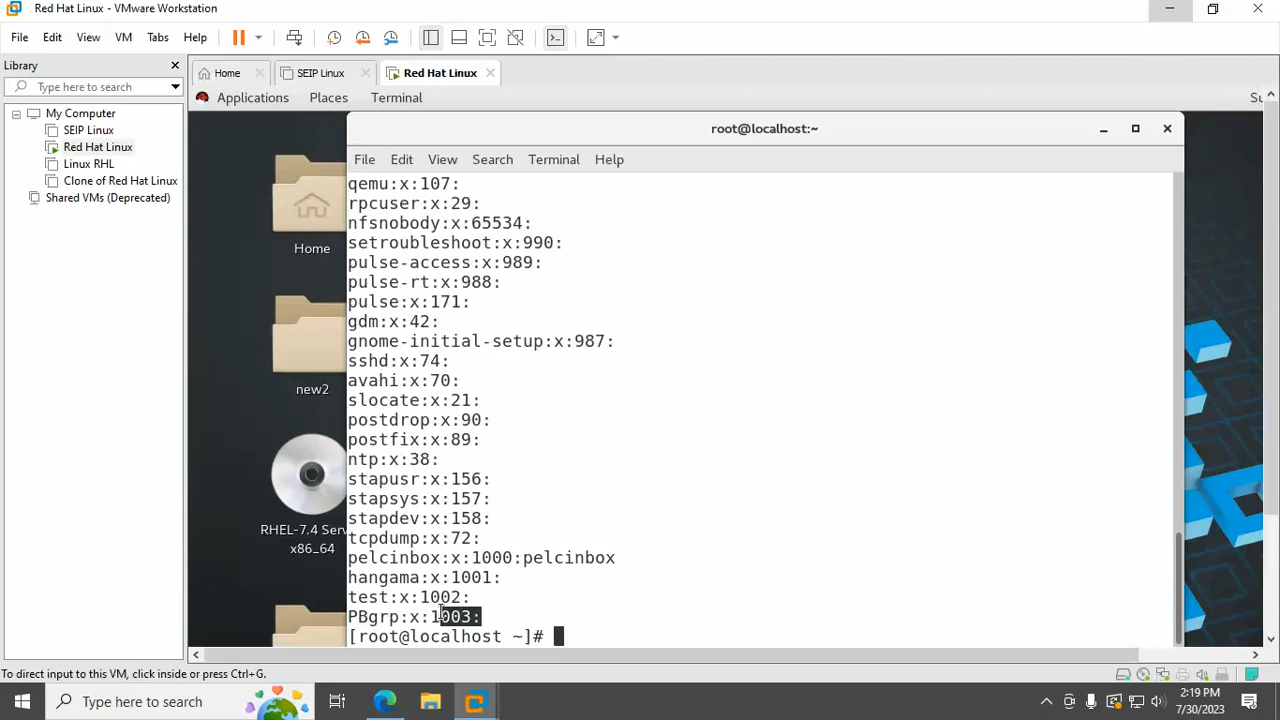 Red Hat Linux - VMware Workstation
File Edit View VM Tabs Help
Library
Type here to search
My Computer
SEIP Linux
Red Hat Linux
Linux RHL
Clone of Red Hat Linux
Shared VMs (Deprecated)
Home SEIP Linux Red Hat Linux
Applications Places Terminal Su
Home
new2
RHEL-7.4 Serv
x86_64
root@localhost:~
File Edit View Search Terminal Help
qemu:x:107:
rpcuser:x:29:
nfsnobody:x:65534:
setroubleshoot:x:990:
pulse-access:x:989:
pulse-rt:x:988:
pulse:x:171:
gdm:x:42:
gnome-initial-setup:x:987:
sshd:x:74:
avahi:x:70:
slocate:x:21:
postdrop:x:90:
postfix:x:89:
ntp:x:38:
stapusr:x:156:
stapsys:x:157:
stapdev:x:158:
tcpdump:x:72:
pelcinbox:x:1000:pelcinbox
hangama:x:1001:
test:x:1002:
PBgrp:x:1003:
[root@localhost ~]#
To direct input to this VM, click inside or press Ctrl+G.
Type here to search
2:19 PM
7/30/2023